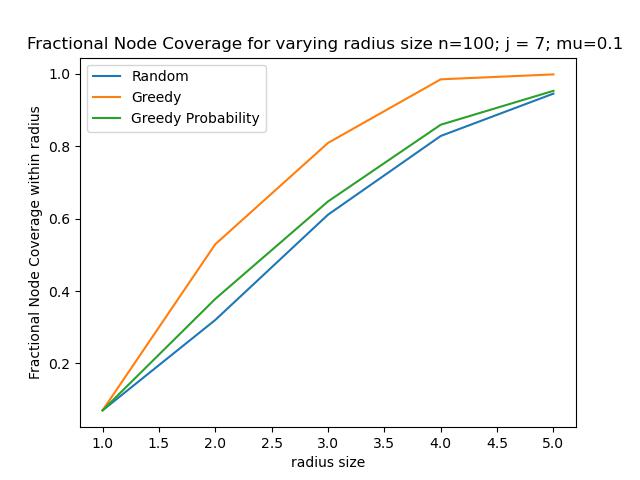 Fractional Node Coverage for varying radius size n=100; j = 7; mu=0.1
Random
Greedy
Greedy Probability
Fractional Node Coverage within radius
1.0
0.8
0.6
0.4
0.2
1.0 1.5 2.0 2.5 3.0 3.5 4.0 4.5 5.0
radius size